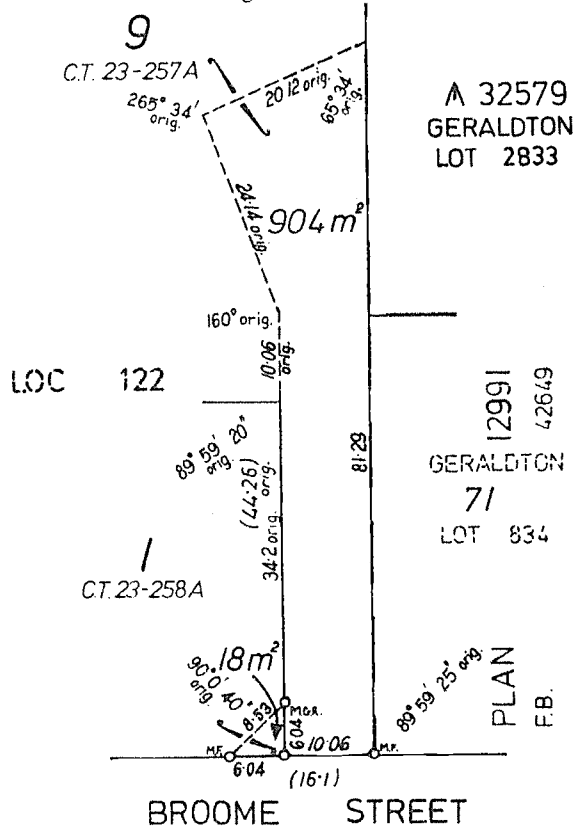 9
C.T. 23-257A
265° 34'
orig.
20 12 orig.
65° 34'
orig.
⩚ 32579
GERALDTON
LOT 2833
24·14 orig.
904 m²
160° orig.
10·06
orig.
LOC 122
81·29
12991
42649
89° 59' 20"
orig.
(44·26)
orig.
34·2 orig.
GERALDTON
71
LOT 834
1
C.T. 23-258A
18m²
90° 0' 40"
orig.
8·53
M.G.R.
6·04
89° 59' 25" orig.
PLAN
F.B.
M.F.
6·04
10·06
M.F.
(16·1)
BROOME STREET